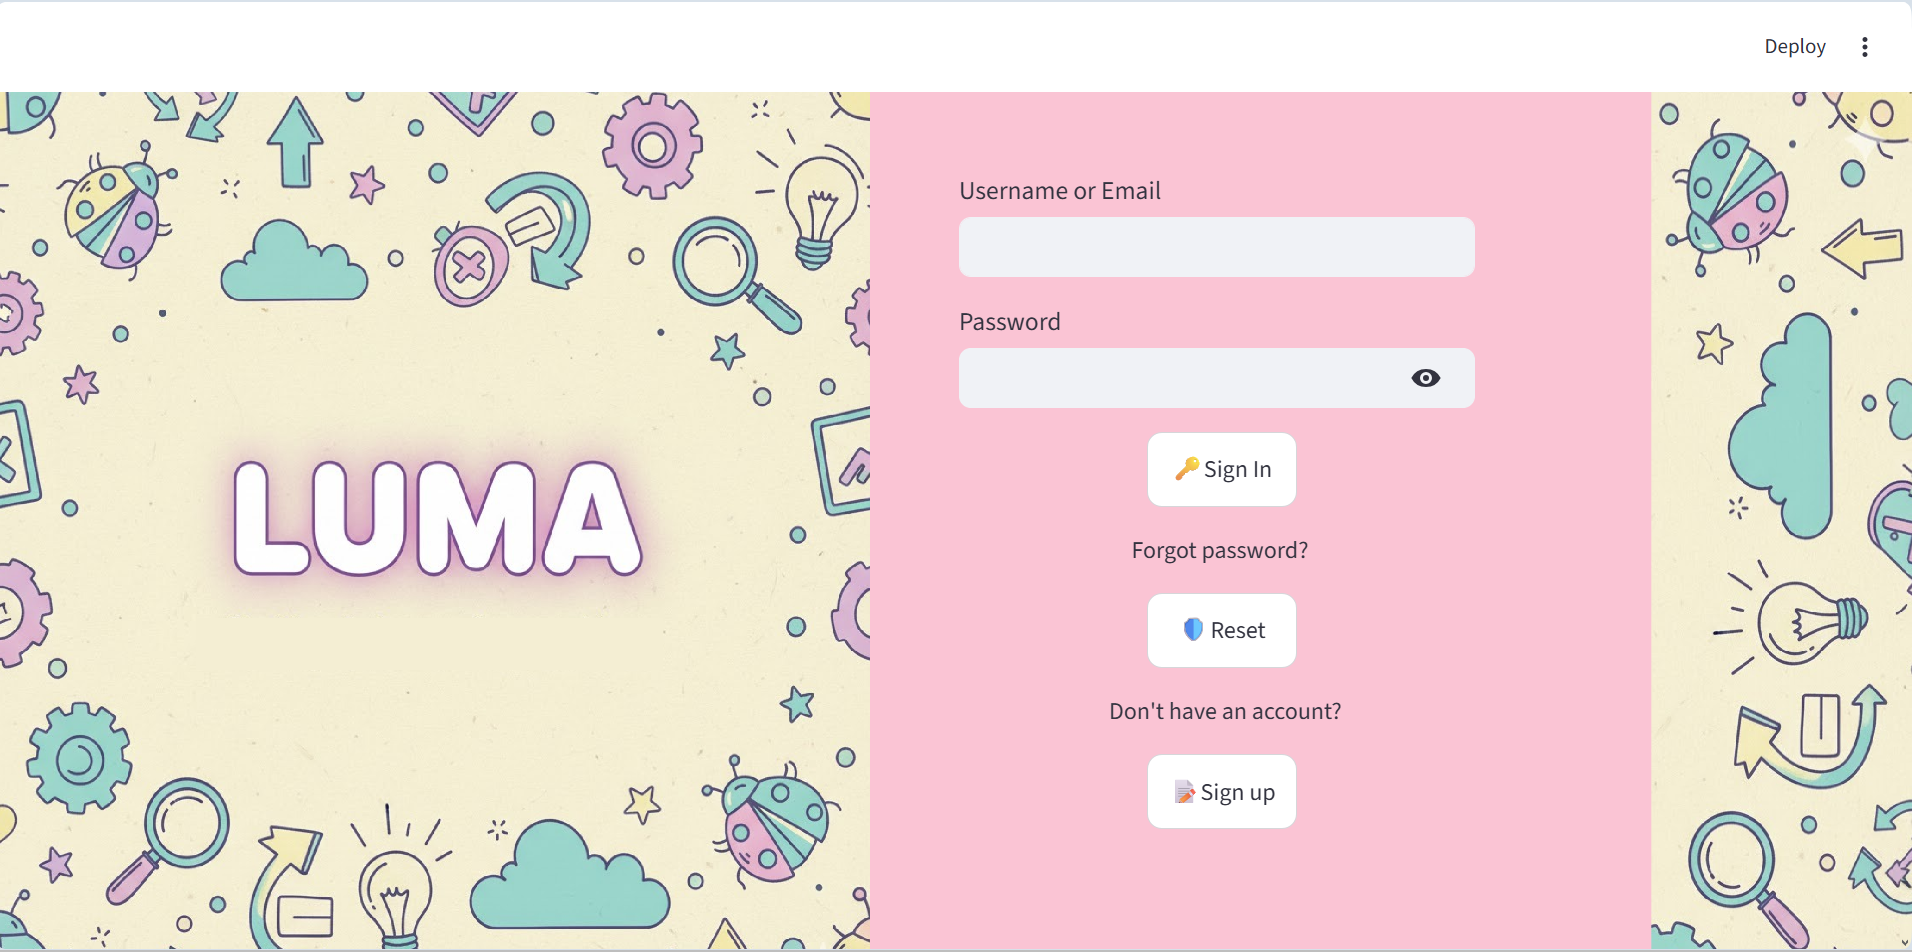 Deploy
LUMA
Username or Email
Password
🔑 Sign In
Forgot password?
🛡️ Reset
Don't have an account?
📝 Sign up